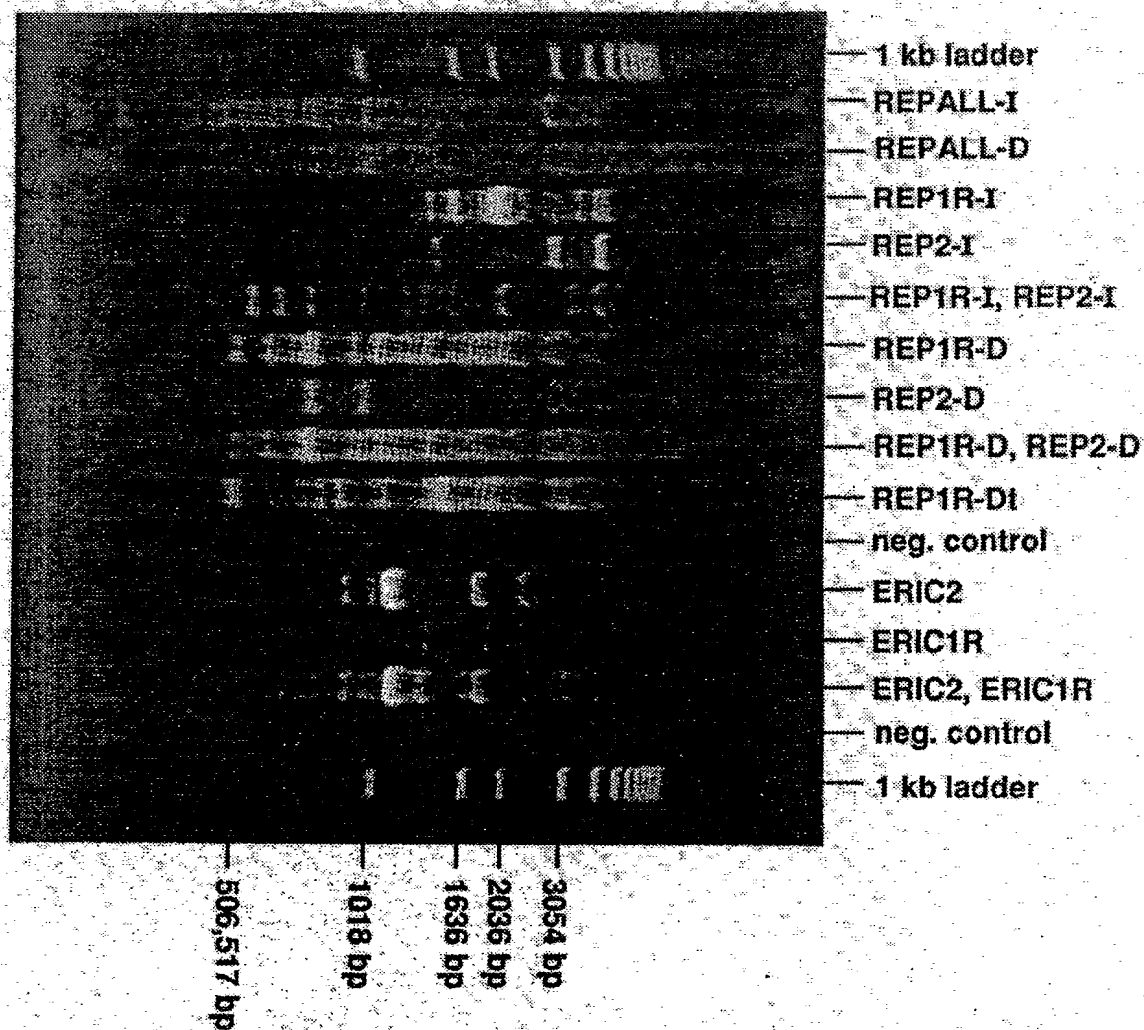 1 kb ladder
REPALL-I
REPALL-D
REP1R-I
REP2-I
REP1R-I, REP2-I
REP1R-D
REP2-D
REP1R-D, REP2-D
REP1R-Dt
neg. control
ERIC2
ERIC1R
ERIC2, ERIC1R
neg. control
1 kb ladder
506,517 bp
1018 bp
1636 bp
2036 bp
3054 bp